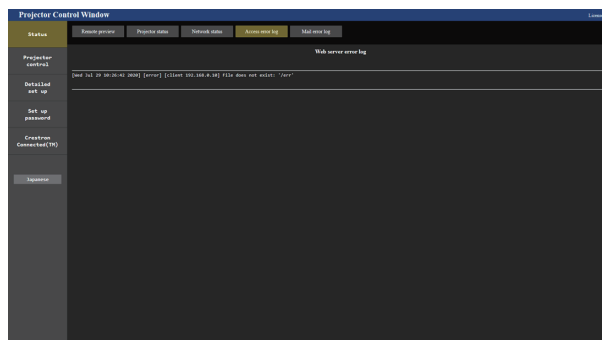 Projector Control Window
License
Status
Remote preview
Projector status
Network status
Access error log
Mail error log
Web server error log
Projector
control
[Wed Jul 29 10:26:42 2020] [error] [client 192.168.0.10] File does not exist: '/err'
Detailed
set up
Set up
password
Crestron
Connected(TM)
Japanese